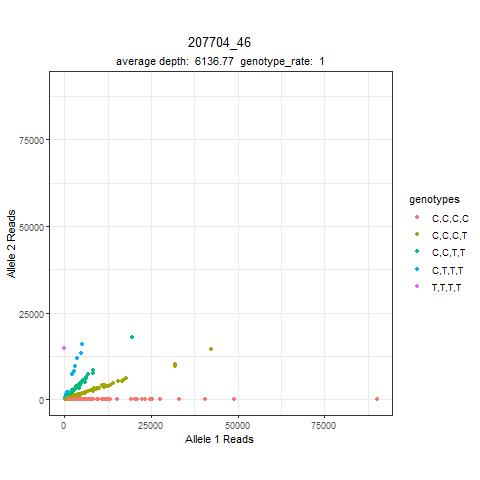 207704_46
average depth:  6136.77  genotype_rate:  1
Allele 2 Reads
75000
50000
25000
0
0 25000 50000 75000
Allele 1 Reads
genotypes
C,C,C,C
C,C,C,T
C,C,T,T
C,T,T,T
T,T,T,T